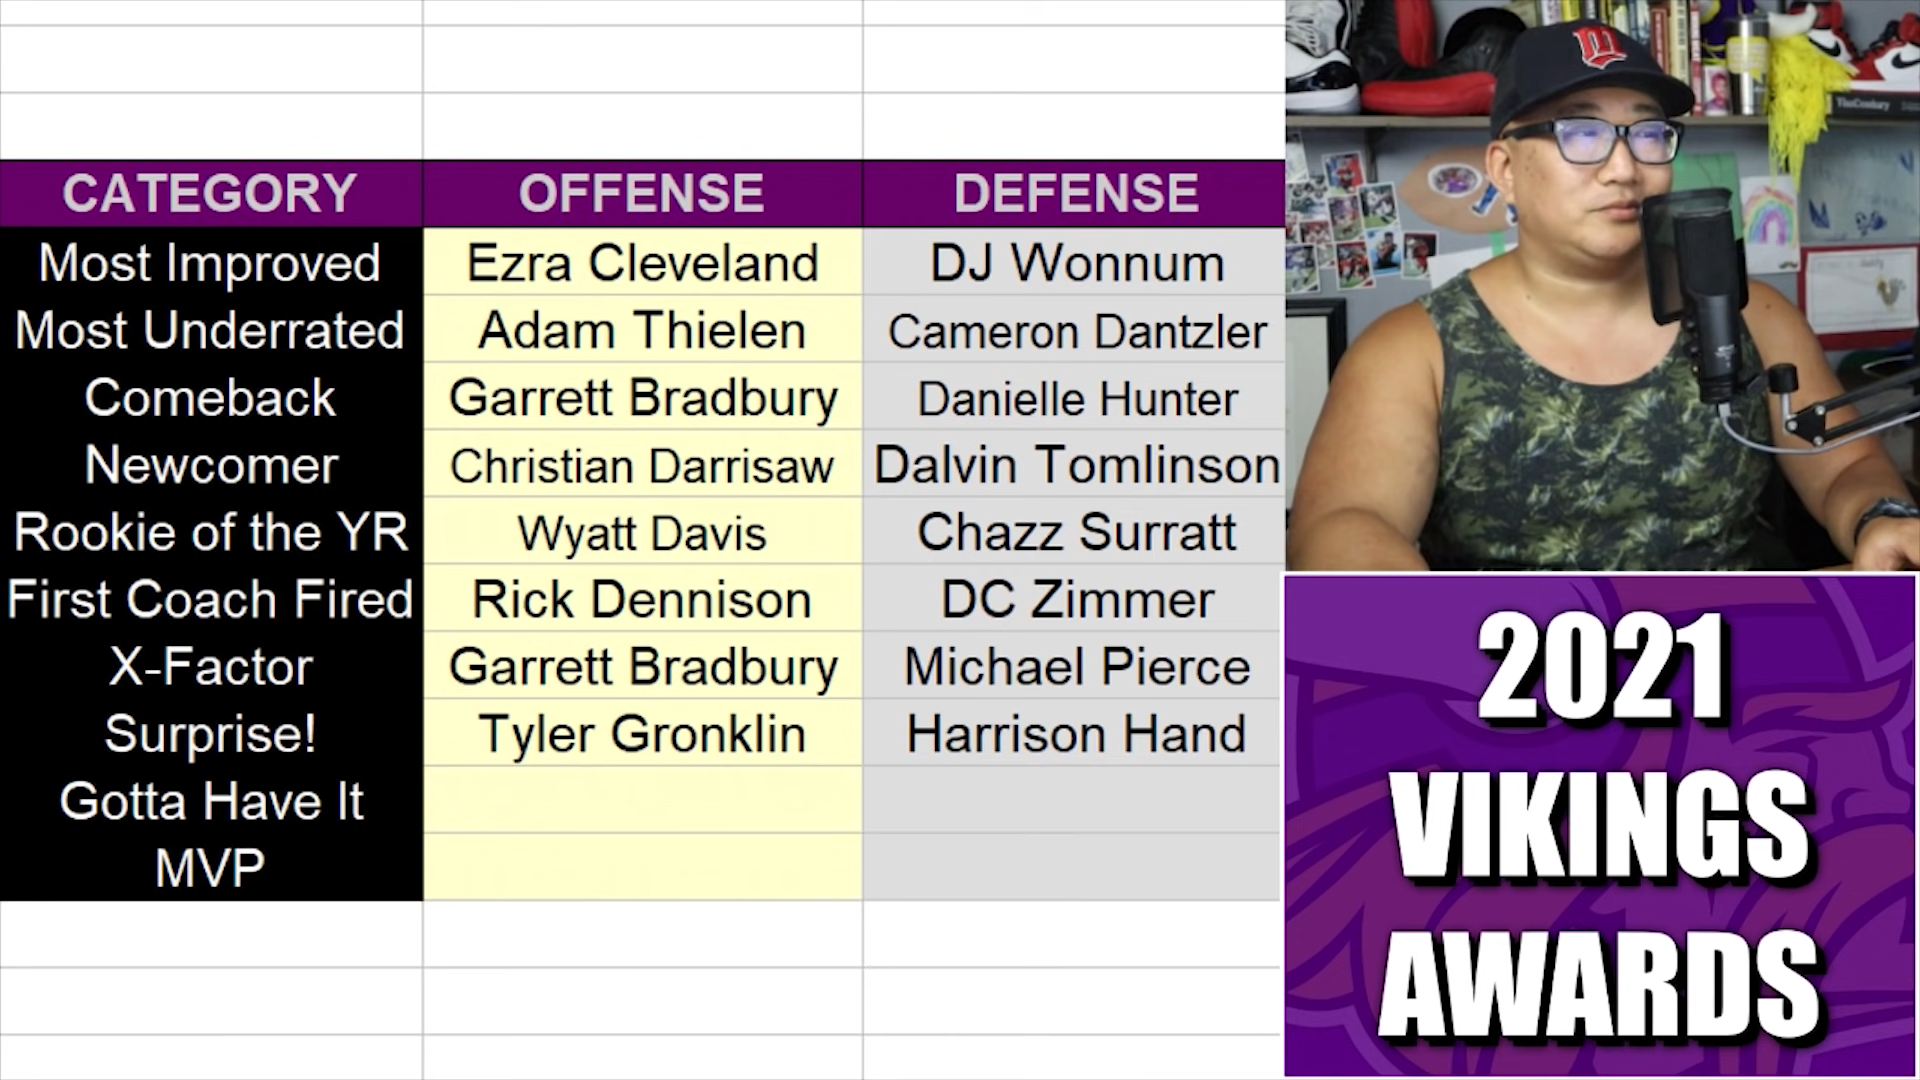 CATEGORY OFFENSE DEFENSE
Most Improved Ezra Cleveland DJ Wonnum
Most Underrated Adam Thielen Cameron Dantzler
Comeback Garrett Bradbury Danielle Hunter
Newcomer Christian Darrisaw Dalvin Tomlinson
Rookie of the YR Wyatt Davis Chazz Surratt
First Coach Fired Rick Dennison DC Zimmer
X-Factor Garrett Bradbury Michael Pierce
Surprise! Tyler Gronklin Harrison Hand
Gotta Have It
MVP
2021
VIKINGS
AWARDS